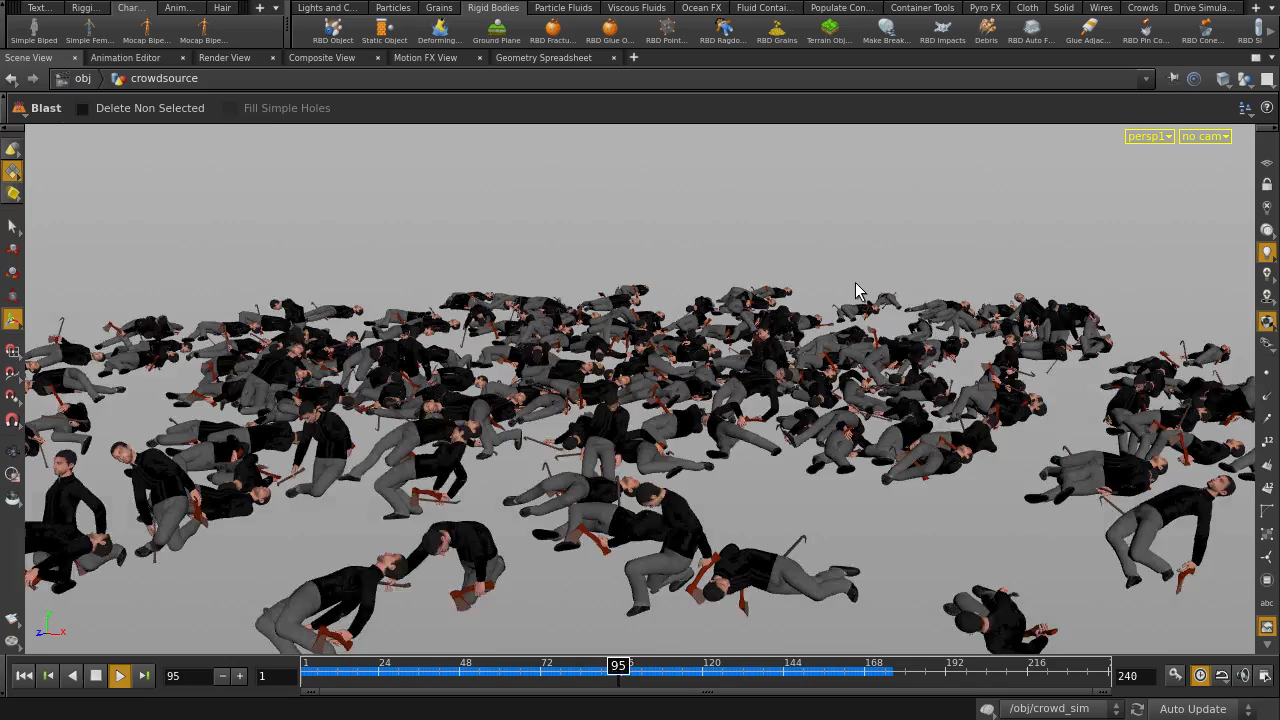 Text... Riggi... Char... Anim... Hair Lights and C... Particles Grains Rigid Bodies Particle Fluids Viscous Fluids Ocean FX Fluid Contai... Populate Con... Container Tools Pyro FX Cloth Solid Wires Crowds Drive Simula...
Simple Biped Simple Fem... Mocap Bipe... Mocap Bipe... RBD Object Static Object Deforming... Ground Plane RBD Fractu... RBD Glue O... RBD Point... RBD Ragdo... RBD Grains Terrain Obj... Make Break... RBD Impacts Debris RBD Auto F... Glue Adjac... RBD Pin Co... RBD Cone... RBD Sl
Scene View Animation Editor Render View Composite View Motion FX View Geometry Spreadsheet
obj crowdsource
Blast Delete Non Selected Fill Simple Holes
persp1 no cam
12
12
12
abc
z x
95 1 1 24 48 72 95 120 144 168 192 216 240
/obj/crowd_sim Auto Update